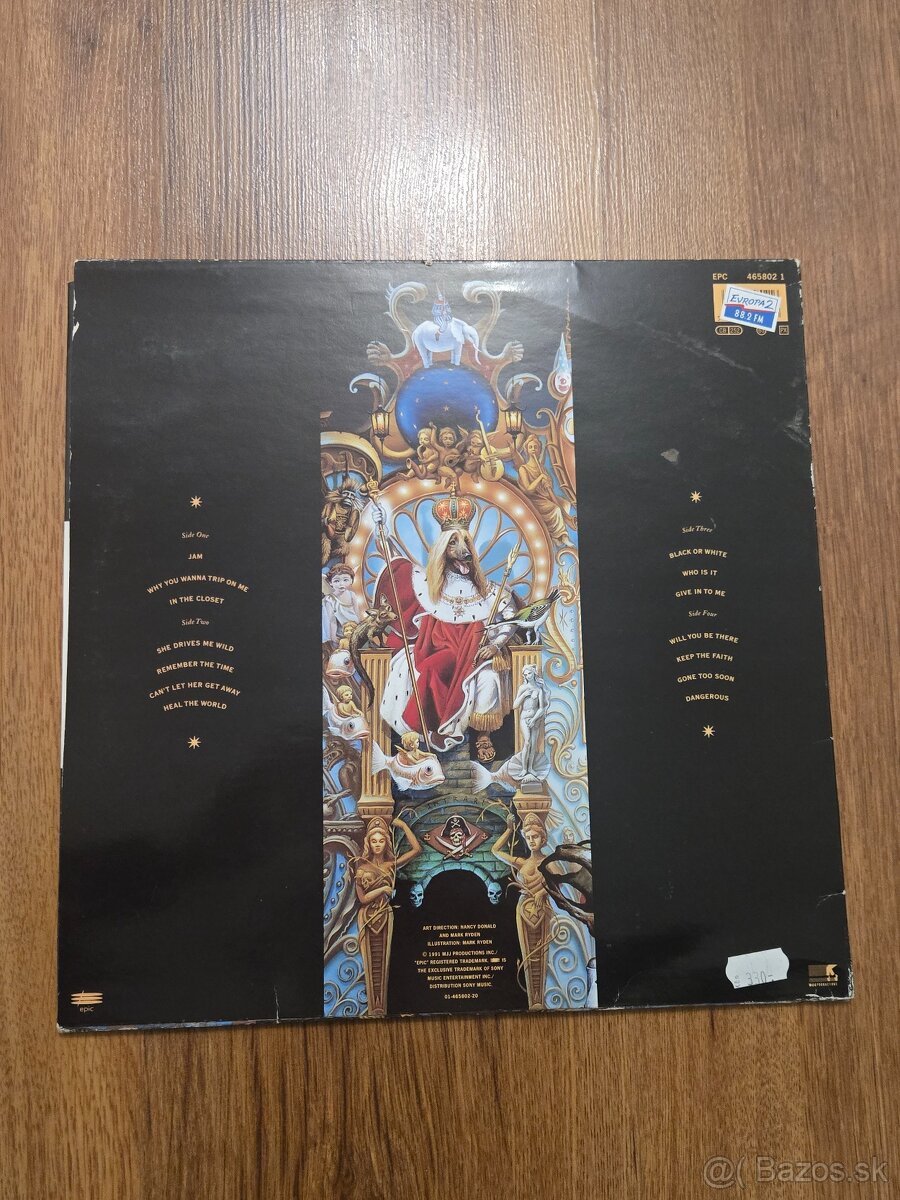 EPC 465802 1
EVROPA 2
88.2 FM
CB 252
Side One
JAM
WHY YOU WANNA TRIP ON ME
IN THE CLOSET
Side Two
SHE DRIVES ME WILD
REMEMBER THE TIME
CAN'T LET HER GET AWAY
HEAL THE WORLD
Side Three
BLACK OR WHITE
WHO IS IT
GIVE IN TO ME
Side Four
WILL YOU BE THERE
KEEP THE FAITH
GONE TOO SOON
DANGEROUS
ART DIRECTION: NANCY DONALD
AND MARK RYDEN
ILLUSTRATION: MARK RYDEN
© 1991 MJJ PRODUCTIONS INC./
"EPIC" REGISTERED TRADEMARK. IS
THE EXCLUSIVE TRADEMARK OF SONY
MUSIC ENTERTAINMENT INC./
DISTRIBUTION SONY MUSIC.
01-465802-20
epic
330,-
@( Bazos.sk